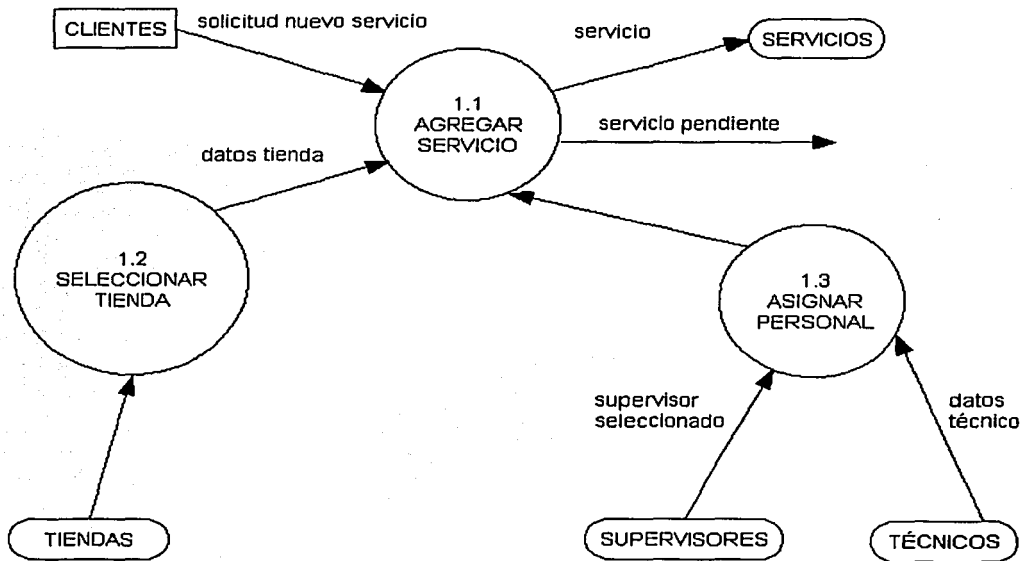 CLIENTES
solicitud nuevo servicio
servicio
SERVICIOS
1.1
AGREGAR
SERVICIO
servicio pendiente
datos tienda
1.2
SELECCIONAR
TIENDA
1.3
ASIGNAR
PERSONAL
supervisor
seleccionado
datos
técnico
TIENDAS
SUPERVISORES
TÉCNICOS